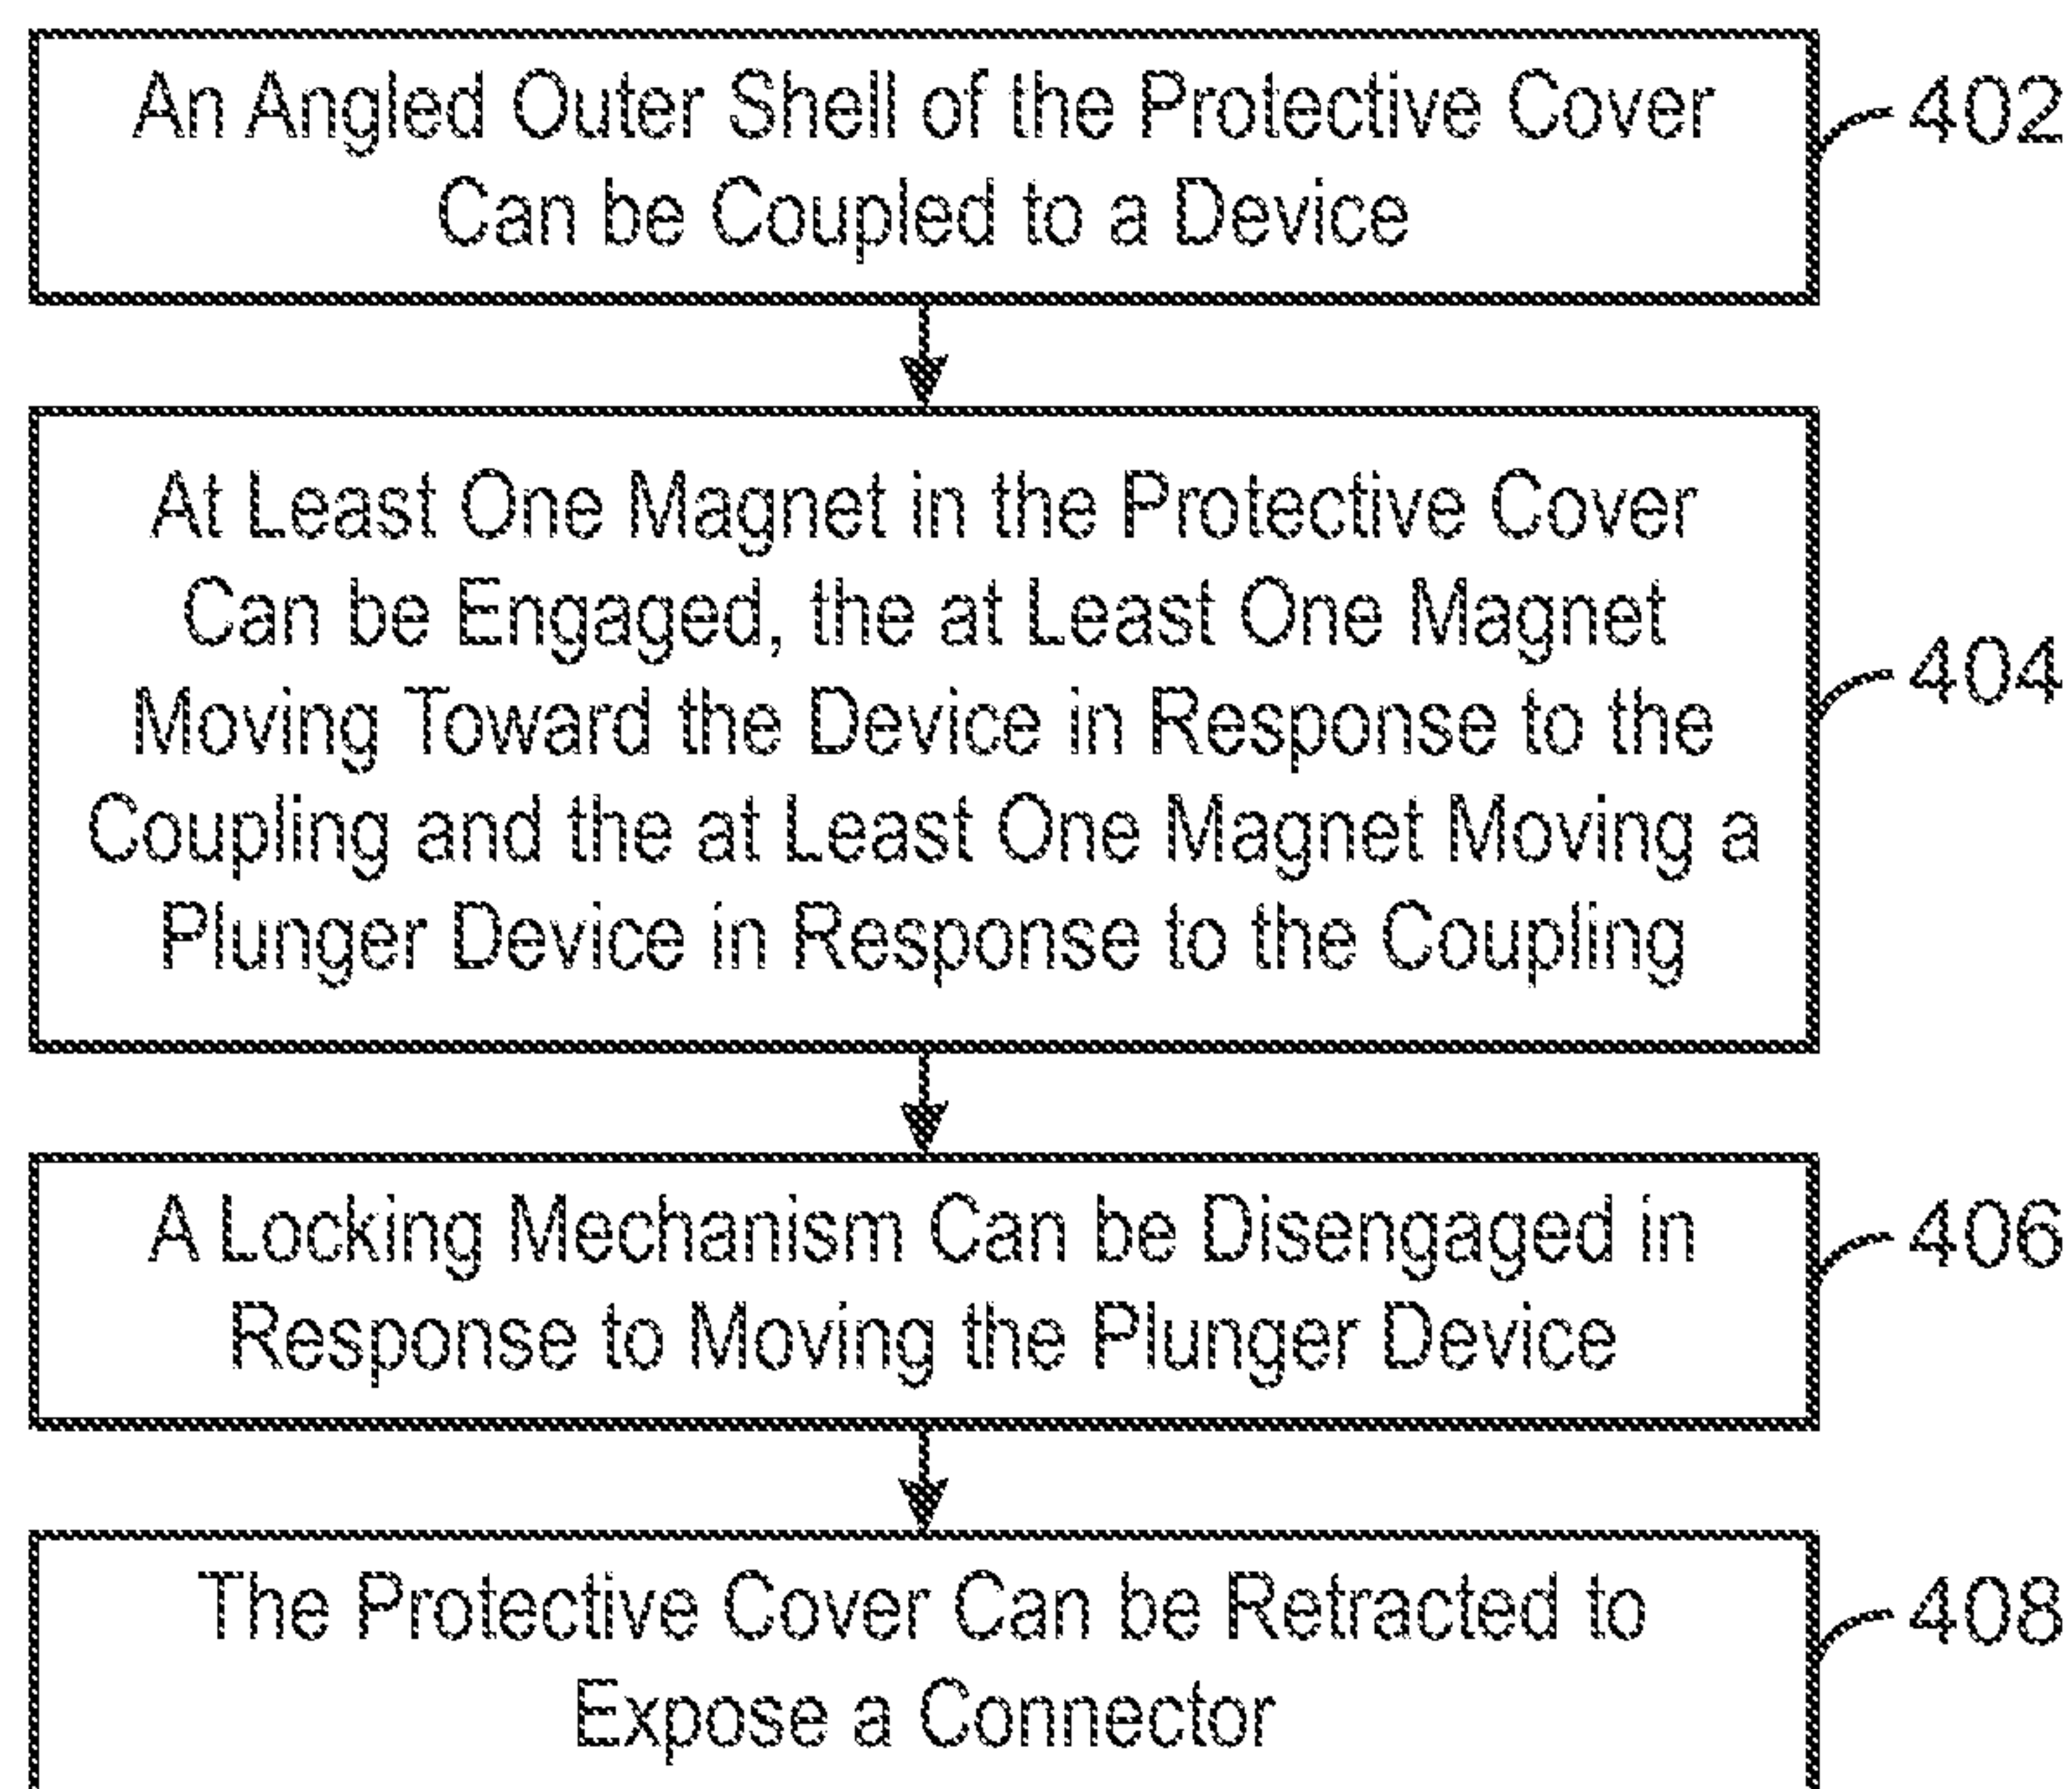 An Angled Outer Shell of the Protective Cover
Can be Coupled to a Device
402
At Least One Magnet in the Protective Cover
Can be Engaged, the at Least One Magnet
Moving Toward the Device in Response to the
Coupling and the at Least One Magnet Moving a
Plunger Device in Response to the Coupling
404
A Locking Mechanism Can be Disengaged in
Response to Moving the Plunger Device
406
The Protective Cover Can be Retracted to
Expose a Connector
408